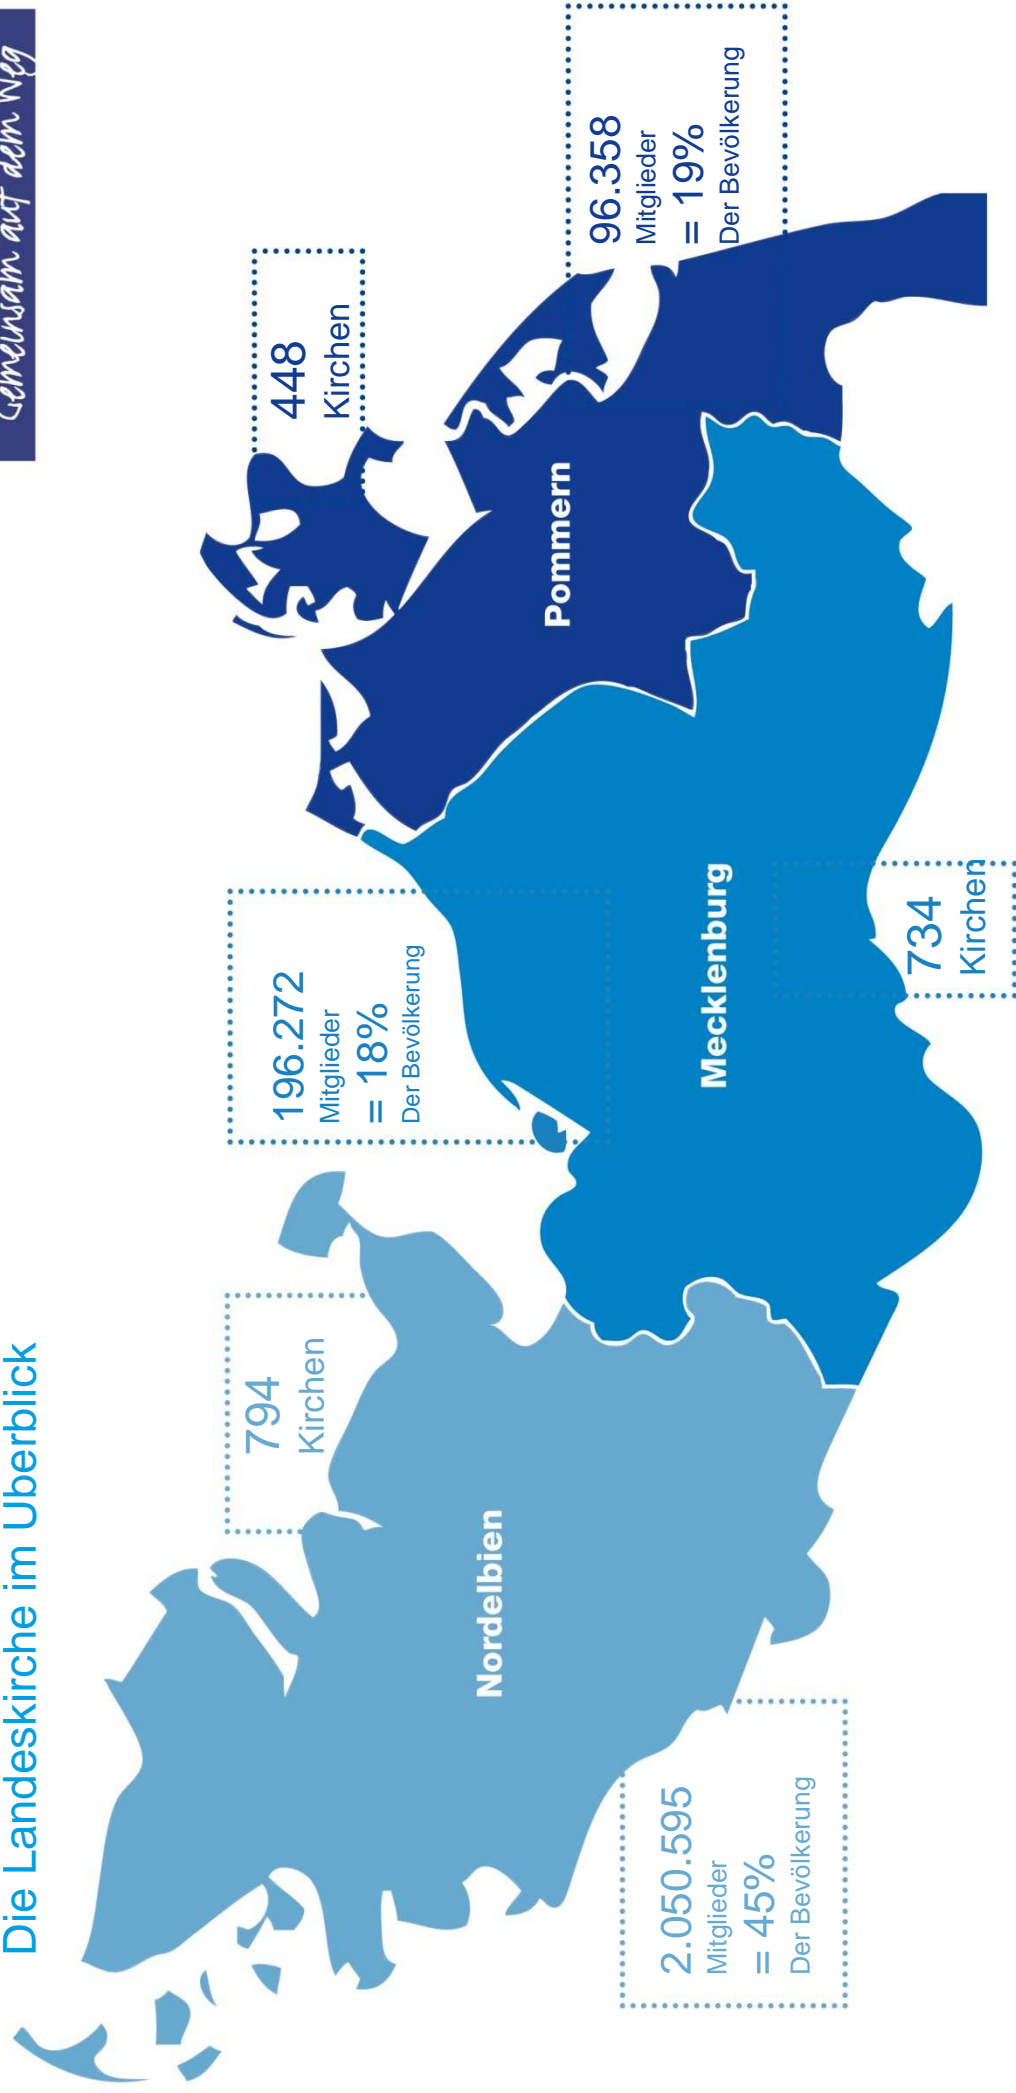 Die Landeskirche im Überblick
Gemeinsam auf dem Weg
794
Kirchen
196.272
Mitglieder
= 18%
Der Bevölkerung
448
Kirchen
Nordelbien
Pommern
96.358
Mitglieder
= 19%
Der Bevölkerung
2.050.595
Mitglieder
= 45%
Der Bevölkerung
Mecklenburg
734
Kirchen